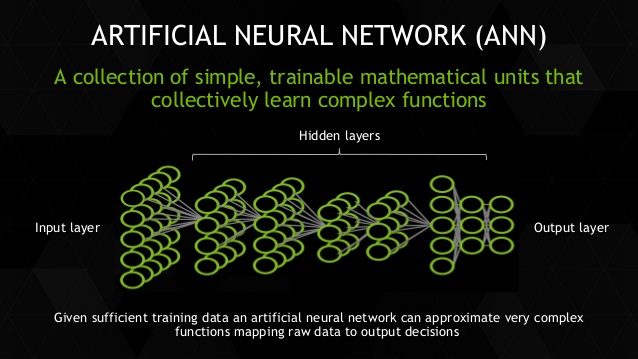 ARTIFICIAL NEURAL NETWORK (ANN)
A collection of simple, trainable mathematical units that
collectively learn complex functions
Hidden layers
Input layer
Output layer
Given sufficient training data an artificial neural network can approximate very complex
functions mapping raw data to output decisions